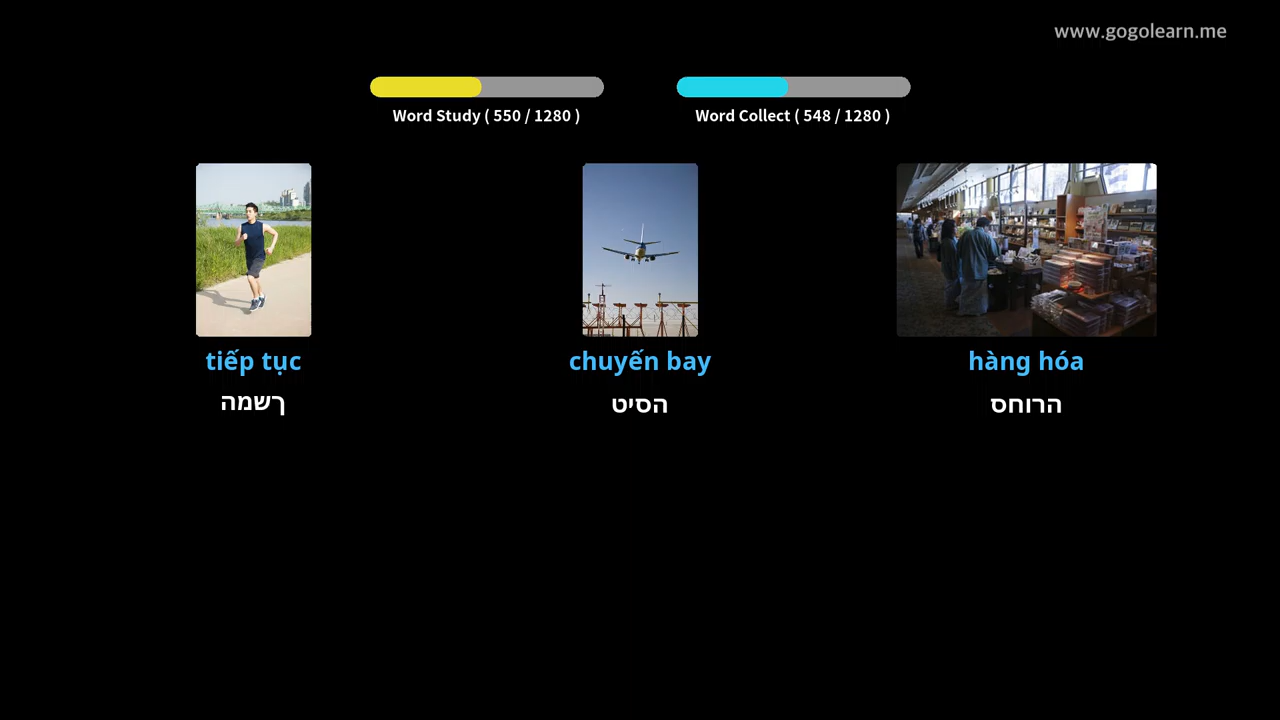 www.gogolearn.me
Word Study ( 550 / 1280 )
Word Collect ( 548 / 1280 )
tiếp tục
chuyến bay
hàng hóa
ךשמה
הסיט
הרוחס